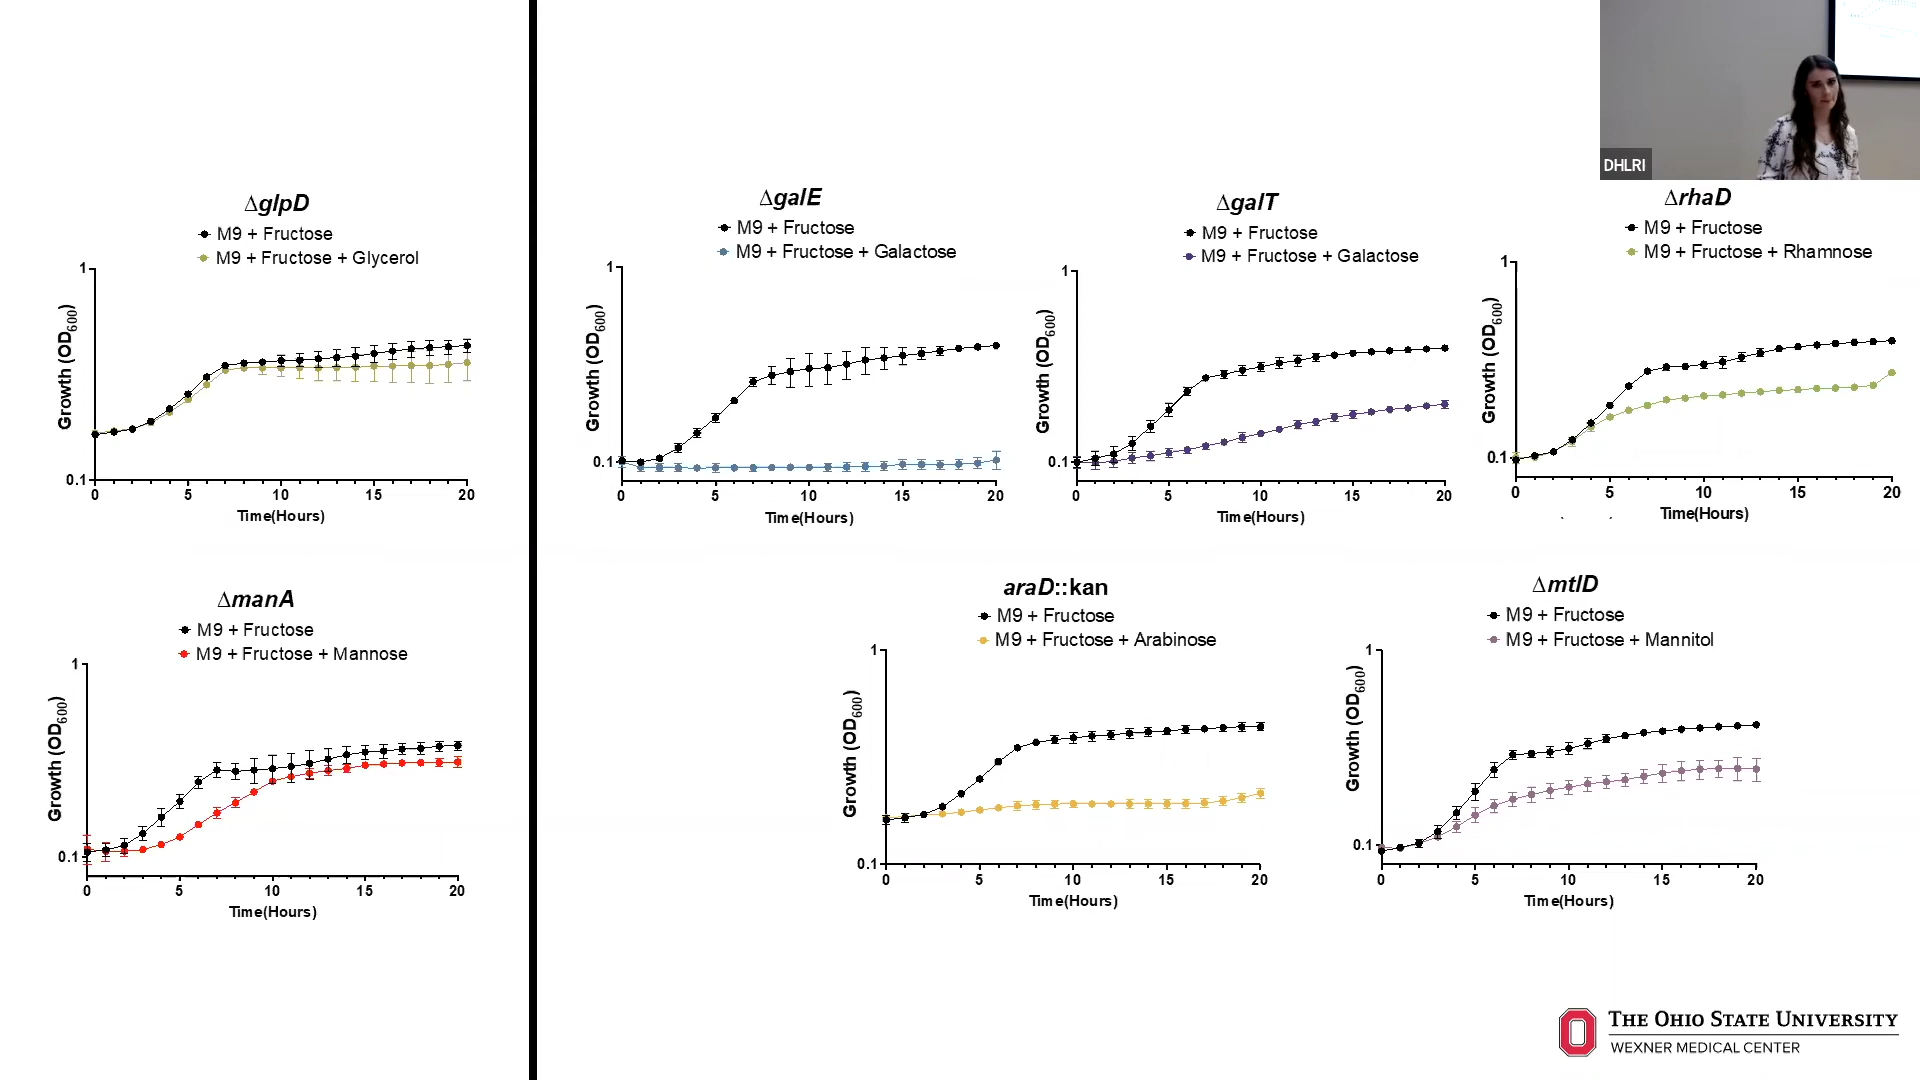 DHLRI
ΔglpD
M9 + Fructose
M9 + Fructose + Glycerol
1
0.1
Growth (OD600)
0 5 10 15 20
Time(Hours)
ΔgalE
M9 + Fructose
M9 + Fructose + Galactose
1
0.1
Growth (OD600)
0 5 10 15 20
Time(Hours)
ΔgalT
M9 + Fructose
M9 + Fructose + Galactose
1
0.1
Growth (OD600)
0 5 10 15 20
Time(Hours)
ΔrhaD
M9 + Fructose
M9 + Fructose + Rhamnose
1
0.1
Growth (OD600)
0 5 10 15 20
Time(Hours)
ΔmanA
M9 + Fructose
M9 + Fructose + Mannose
1
0.1
Growth (OD600)
0 5 10 15 20
Time(Hours)
araD::kan
M9 + Fructose
M9 + Fructose + Arabinose
1
0.1
Growth (OD600)
0 5 10 15 20
Time(Hours)
ΔmtlD
M9 + Fructose
M9 + Fructose + Mannitol
1
0.1
Growth (OD600)
0 5 10 15 20
Time(Hours)
THE OHIO STATE UNIVERSITY
WEXNER MEDICAL CENTER